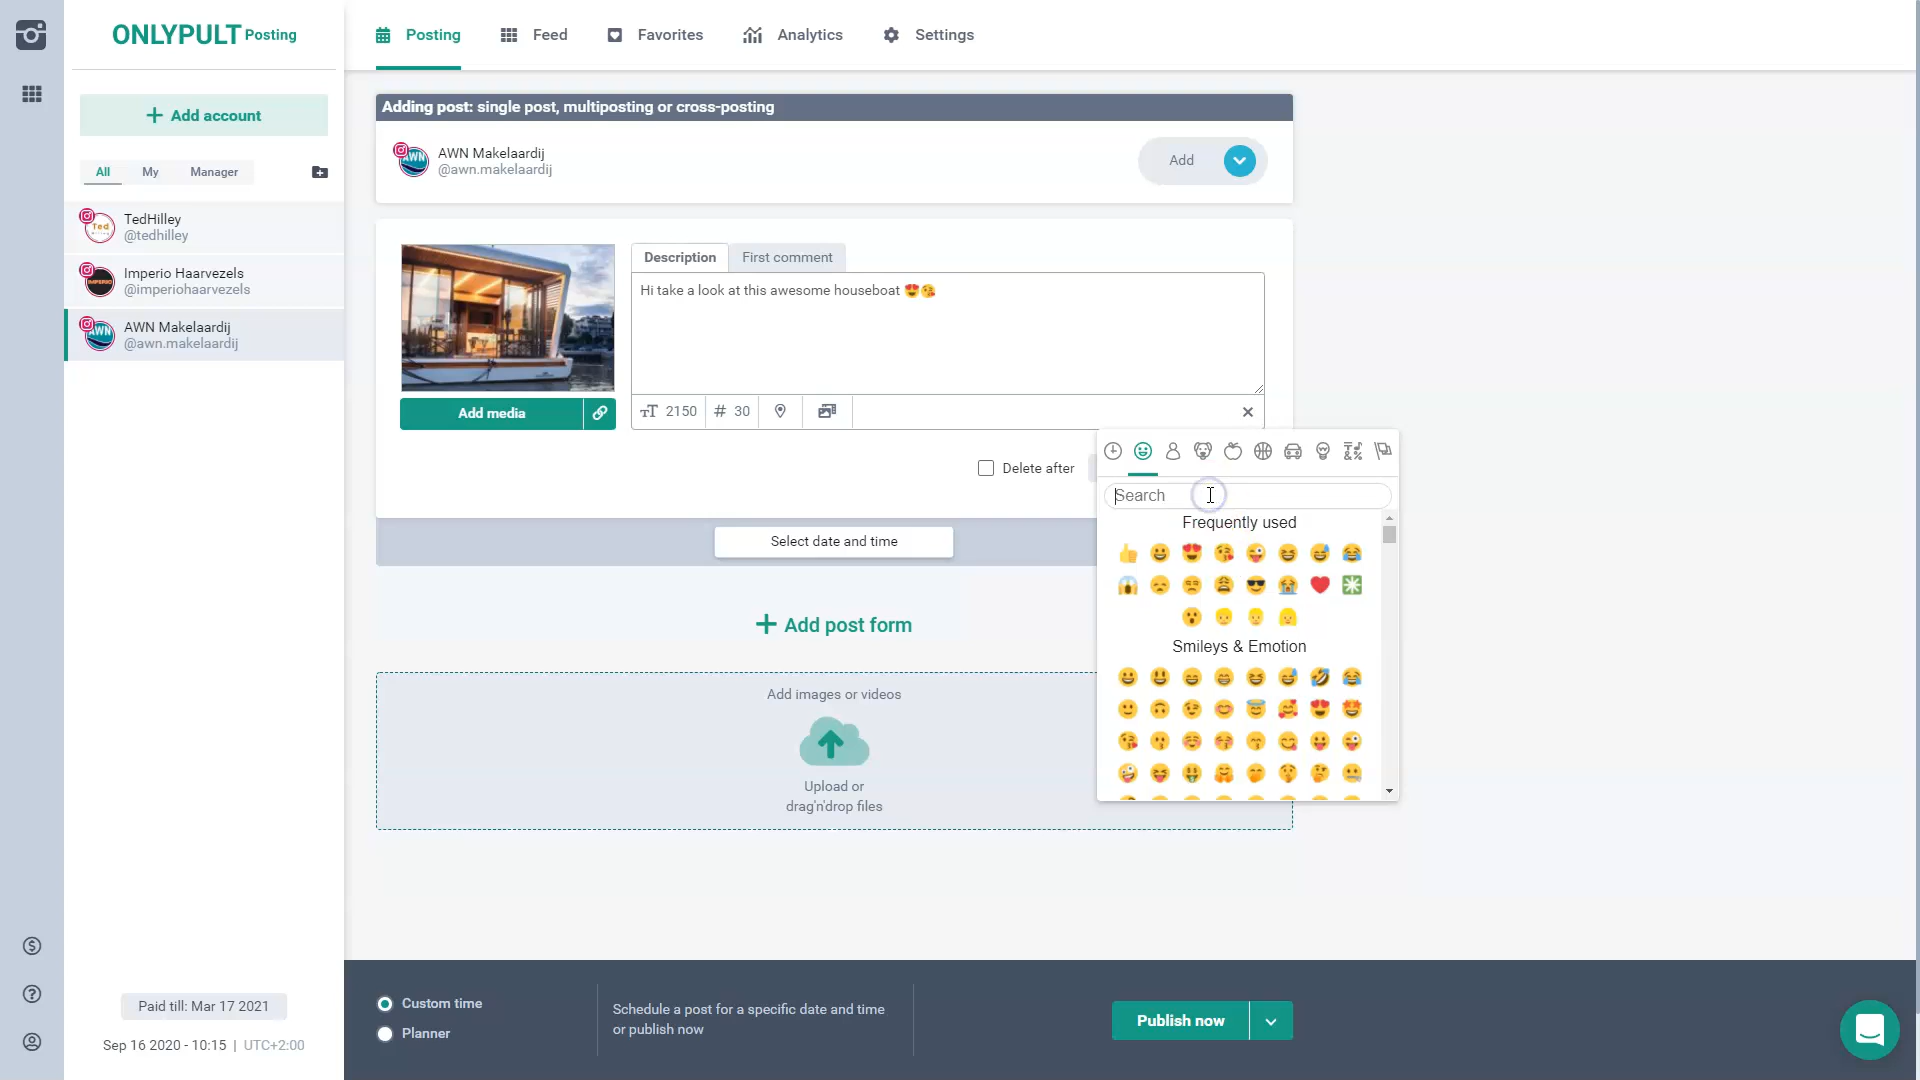 ONLYPULT Posting
Posting
Feed
Favorites
Analytics
Settings
Add account
All
My
Manager
TedHilley
@tedhilley
Imperio Haarvezels
@imperiohaarvezels
AWN Makelaardij
@awn.makelaardij
Paid till: Mar 17 2021
Sep 16 2020 - 10:15 | UTC+2:00
Adding post: single post, multiposting or cross-posting
AWN Makelaardij
@awn.makelaardij
Add
Description
First comment
Hi take a look at this awesome houseboat 😍😘
Add media
2150
# 30
Delete after
Select date and time
Add post form
Add images or videos
Upload or
drag'n'drop files
Search
Frequently used
Smileys & Emotion
Custom time
Planner
Schedule a post for a specific date and time
or publish now
Publish now